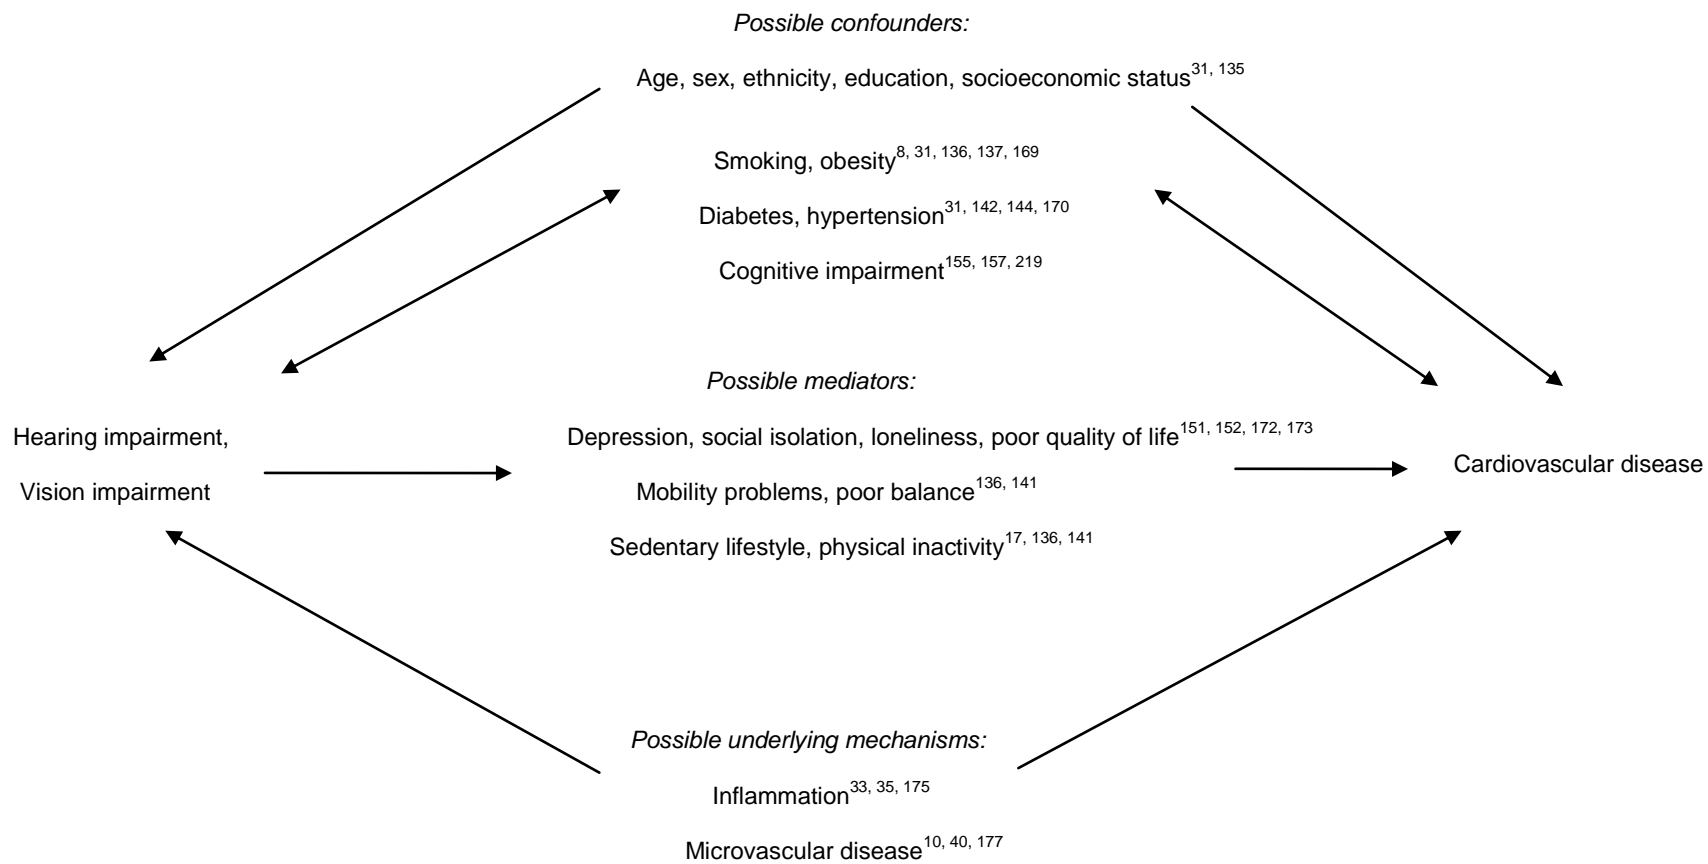 Possible confounders:
Age, sex, ethnicity, education, socioeconomic status31, 135
Smoking, obesity8, 31, 136, 137, 169
Diabetes, hypertension31, 142, 144, 170
Cognitive impairment155, 157, 219
Possible mediators:
Hearing impairment,
Vision impairment
Depression, social isolation, loneliness, poor quality of life151, 152, 172, 173
Mobility problems, poor balance136, 141
Sedentary lifestyle, physical inactivity17, 136, 141
Cardiovascular disease
Possible underlying mechanisms:
Inflammation33, 35, 175
Microvascular disease10, 40, 177